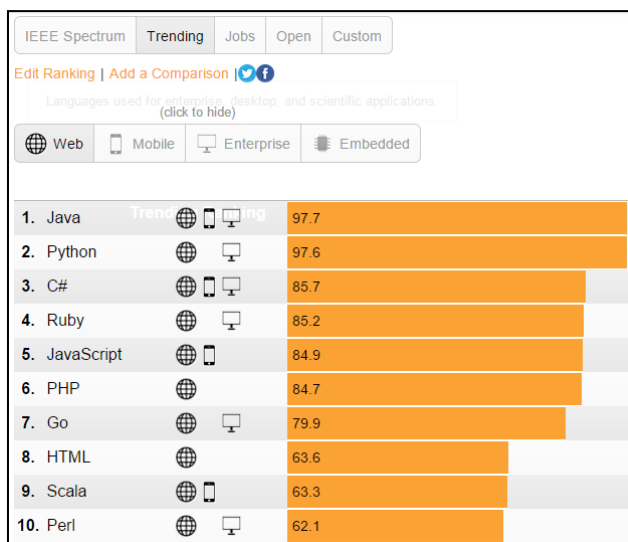 IEEE Spectrum Trending Jobs Open Custom
Edit Ranking | Add a Comparison |
Languages used for enterprise, desktop, and scientific applications.
(click to hide)
Web Mobile Enterprise Embedded
Trending Ranking
1. Java 97.7
2. Python 97.6
3. C# 85.7
4. Ruby 85.2
5. JavaScript 84.9
6. PHP 84.7
7. Go 79.9
8. HTML 63.6
9. Scala 63.3
10. Perl 62.1